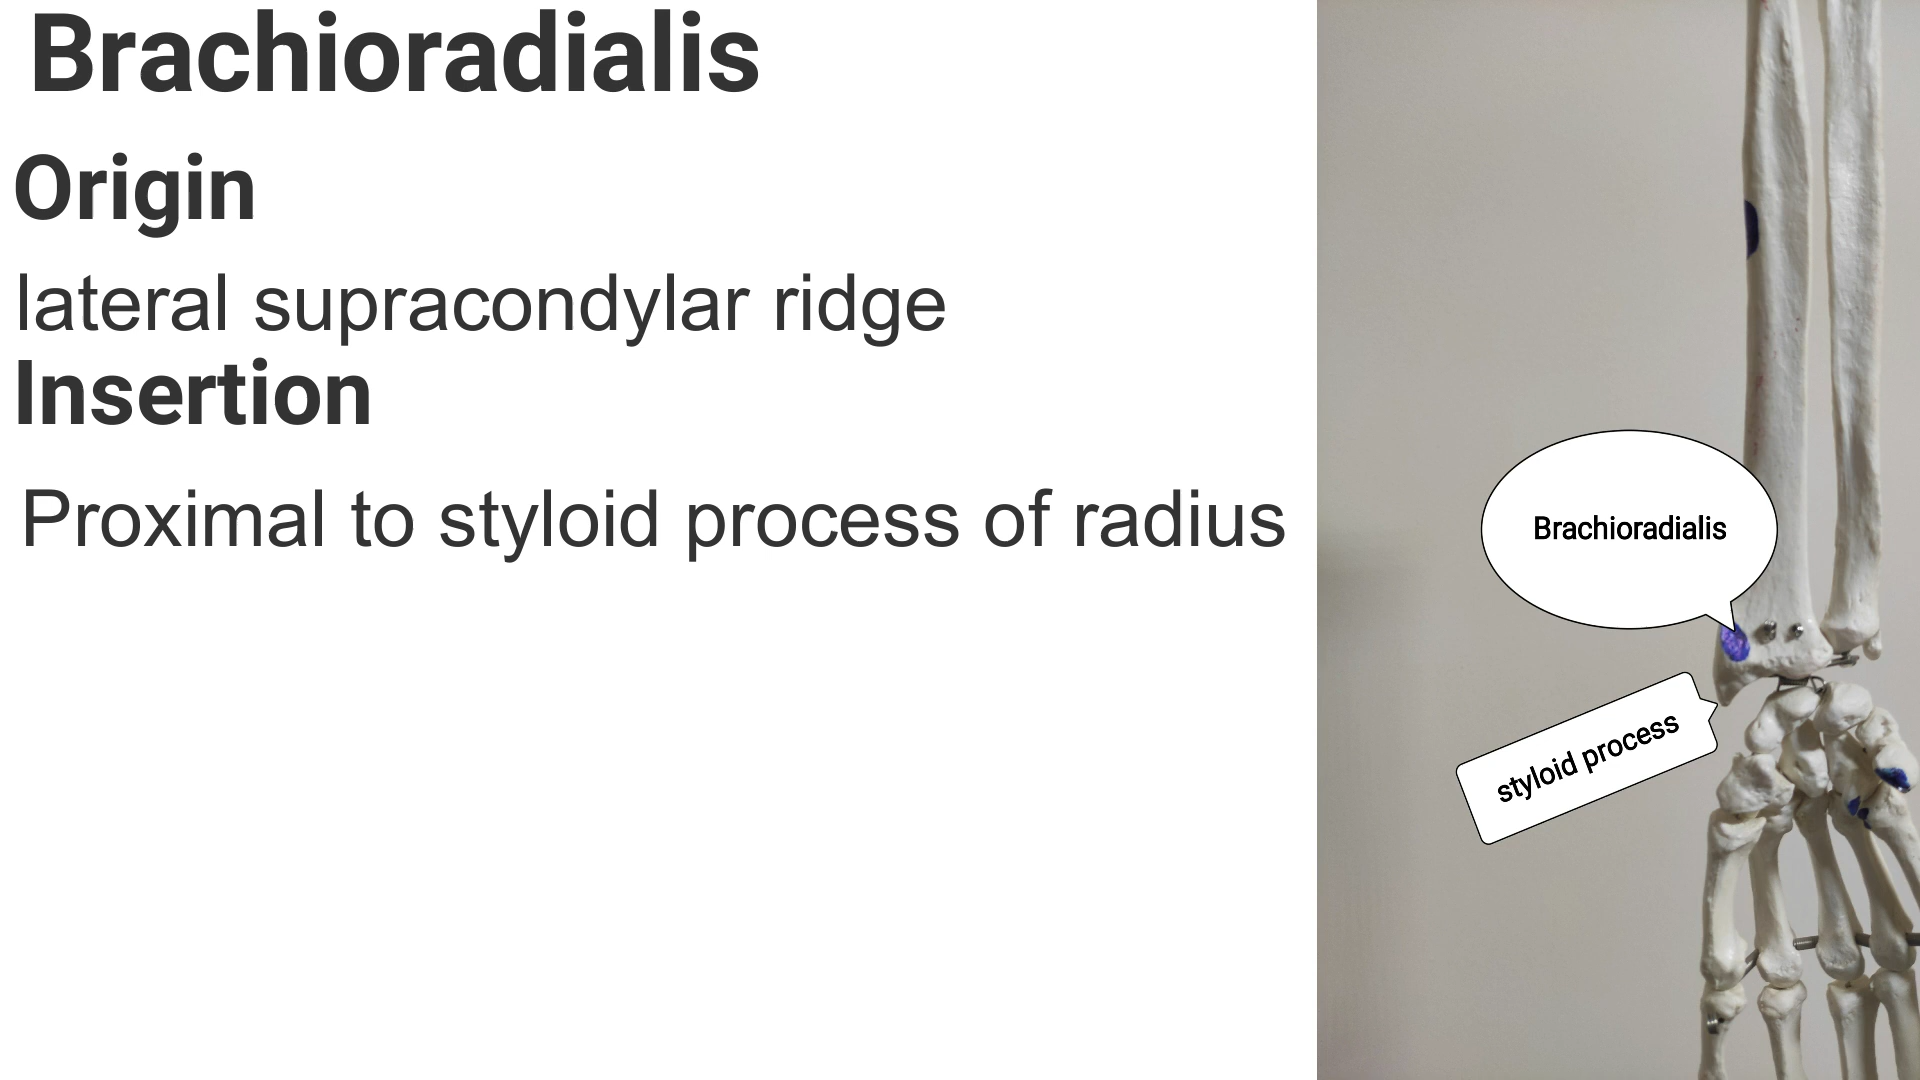 Brachioradialis
Origin
lateral supracondylar ridge
Insertion
Proximal to styloid process of radius
Brachioradialis
styloid process